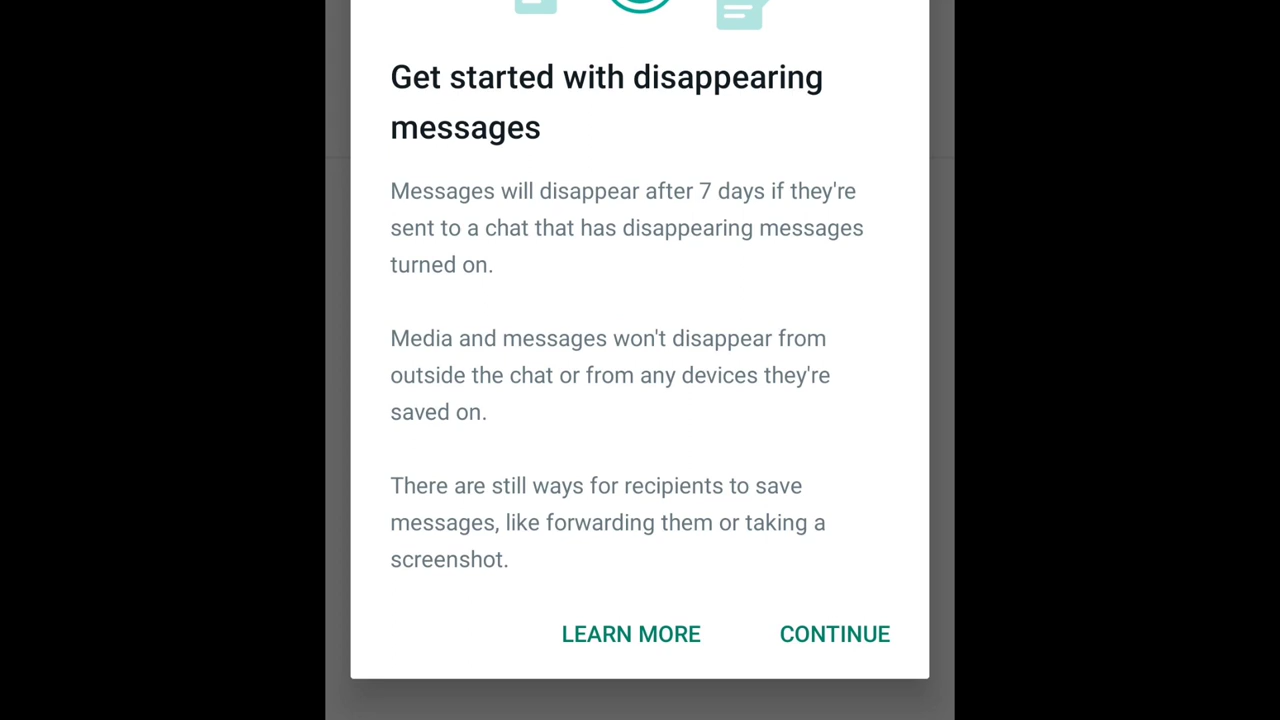 Get started with disappearing
messages
Messages will disappear after 7 days if they're
sent to a chat that has disappearing messages
turned on.
Media and messages won't disappear from
outside the chat or from any devices they're
saved on.
There are still ways for recipients to save
messages, like forwarding them or taking a
screenshot.
LEARN MORE CONTINUE